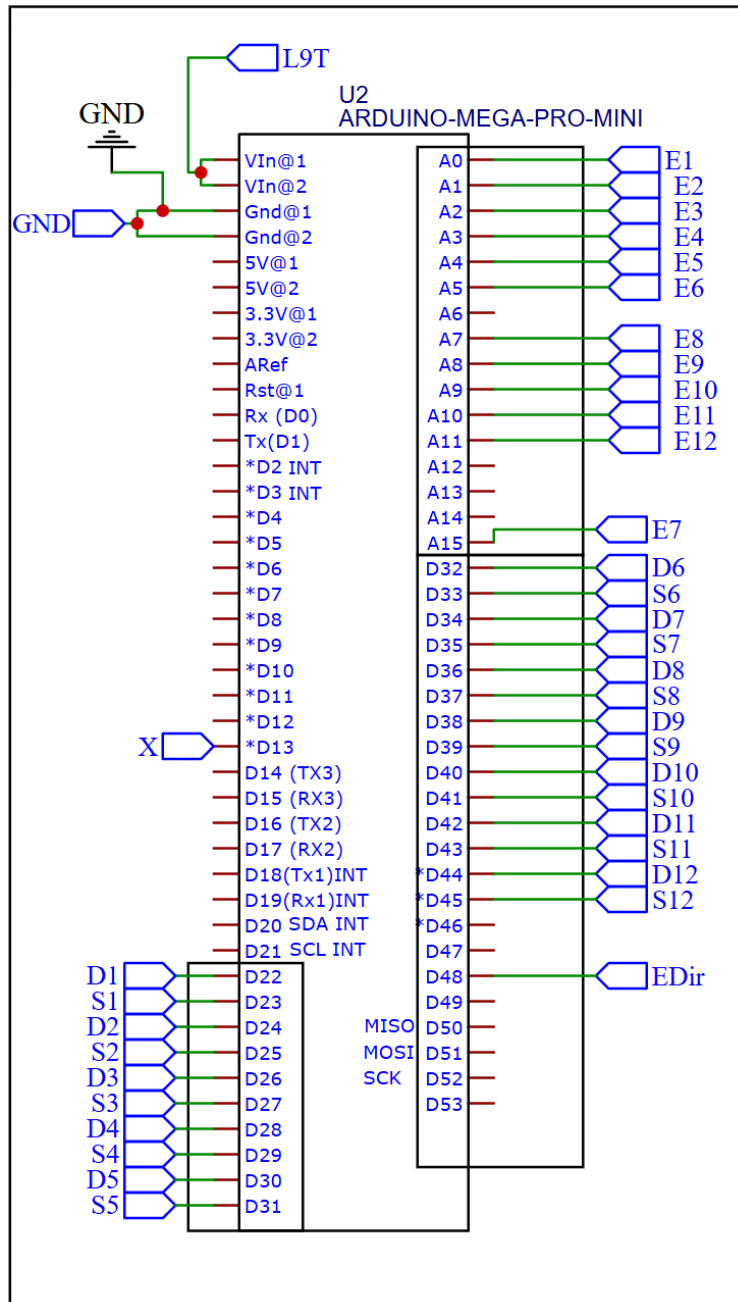 L9T
U2
ARDUINO-MEGA-PRO-MINI
GND
VIn@1 A0 E1
VIn@2 A1 E2
Gnd@1 A2 E3
GND
Gnd@2 A3 E4
5V@1 A4 E5
5V@2 A5 E6
3.3V@1 A6
3.3V@2 A7 E8
ARef A8 E9
Rst@1 A9 E10
Rx (D0) A10 E11
Tx(D1) A11 E12
*D2 INT A12
*D3 INT A13
*D4 A14
*D5 A15 E7
*D6 D32 D6
*D7 D33 S6
*D8 D34 D7
*D9 D35 S7
*D10 D36 D8
*D11 D37 S8
*D12 D38 D9
X *D13 D39 S9
D14 (TX3) D40 D10
D15 (RX3) D41 S10
D16 (TX2) D42 D11
D17 (RX2) D43 S11
D18(Tx1)INT *D44 D12
D19(Rx1)INT *D45 S12
D20 SDA INT *D46
D21 SCL INT D47
D1 D22 D48 EDir
S1 D23 D49
D2 D24 MISO D50
S2 D25 MOSI D51
D3 D26 SCK D52
S3 D27 D53
D4 D28
S4 D29
D5 D30
S5 D31